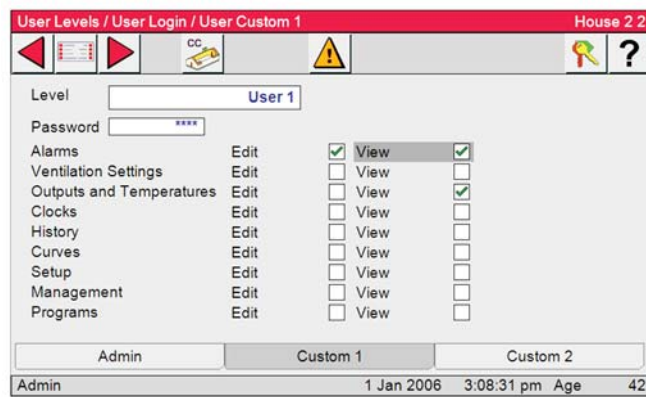 User Levels / User Login / User Custom 1 House 2 2
CC
?
Level User 1
Password ****
Alarms Edit View
Ventilation Settings Edit View
Outputs and Temperatures Edit View
Clocks Edit View
History Edit View
Curves Edit View
Setup Edit View
Management Edit View
Programs Edit View
Admin Custom 1 Custom 2
Admin 1 Jan 2006 3:08:31 pm Age 42